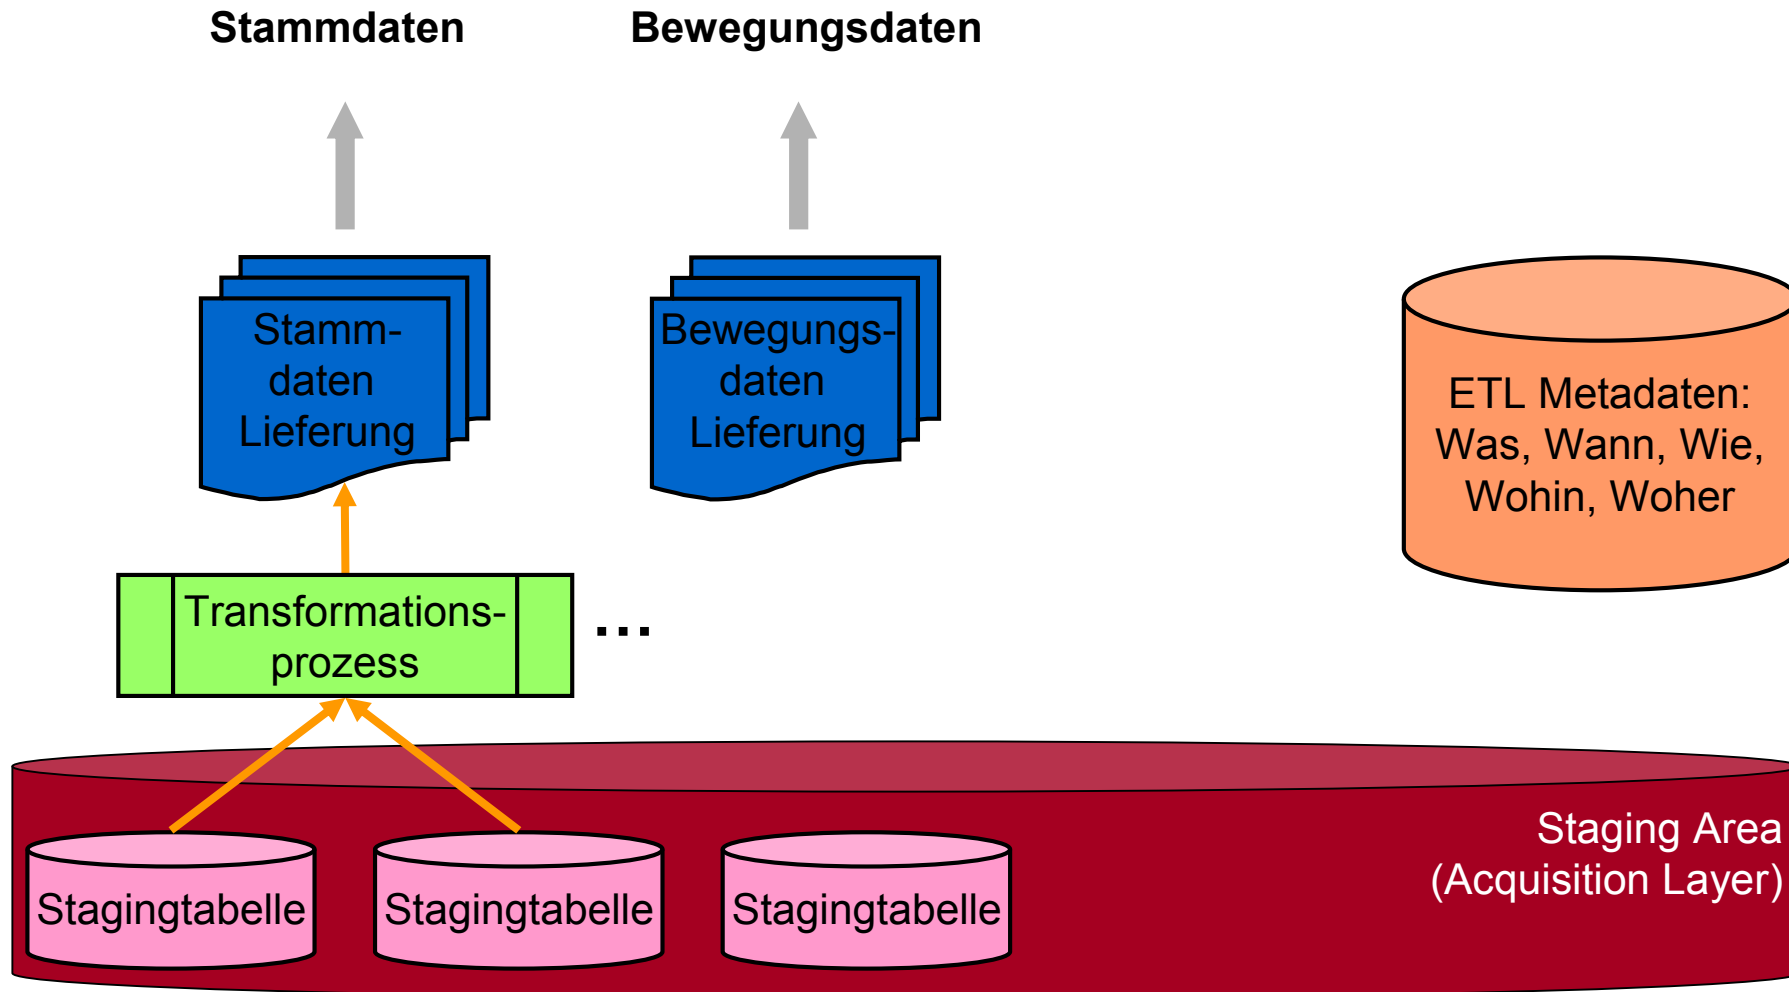 Stammdaten
Bewegungsdaten
Stamm-
daten
Lieferung
Bewegungs-
daten
Lieferung
ETL Metadaten:
Was, Wann, Wie,
Wohin, Woher
Transformations-
prozess
...
Staging Area
(Acquisition Layer)
Stagingtabelle
Stagingtabelle
Stagingtabelle